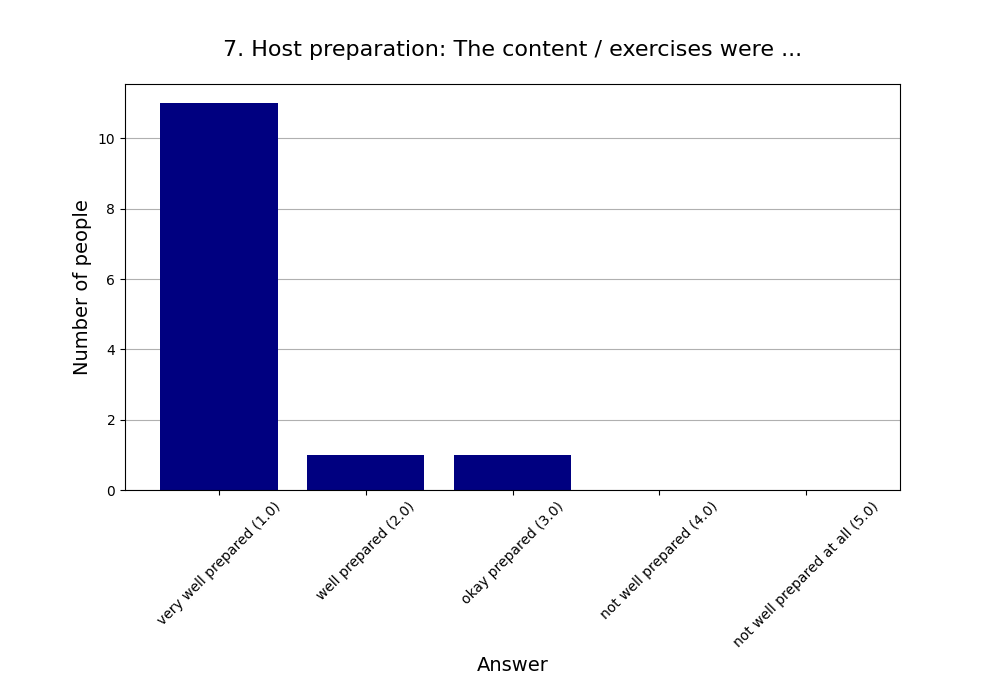 7. Host preparation: The content / exercises were ...
Number of people
10
8
6
4
2
0
very well prepared (1.0)
well prepared (2.0)
okay prepared (3.0)
not well prepared (4.0)
not well prepared at all (5.0)
Answer